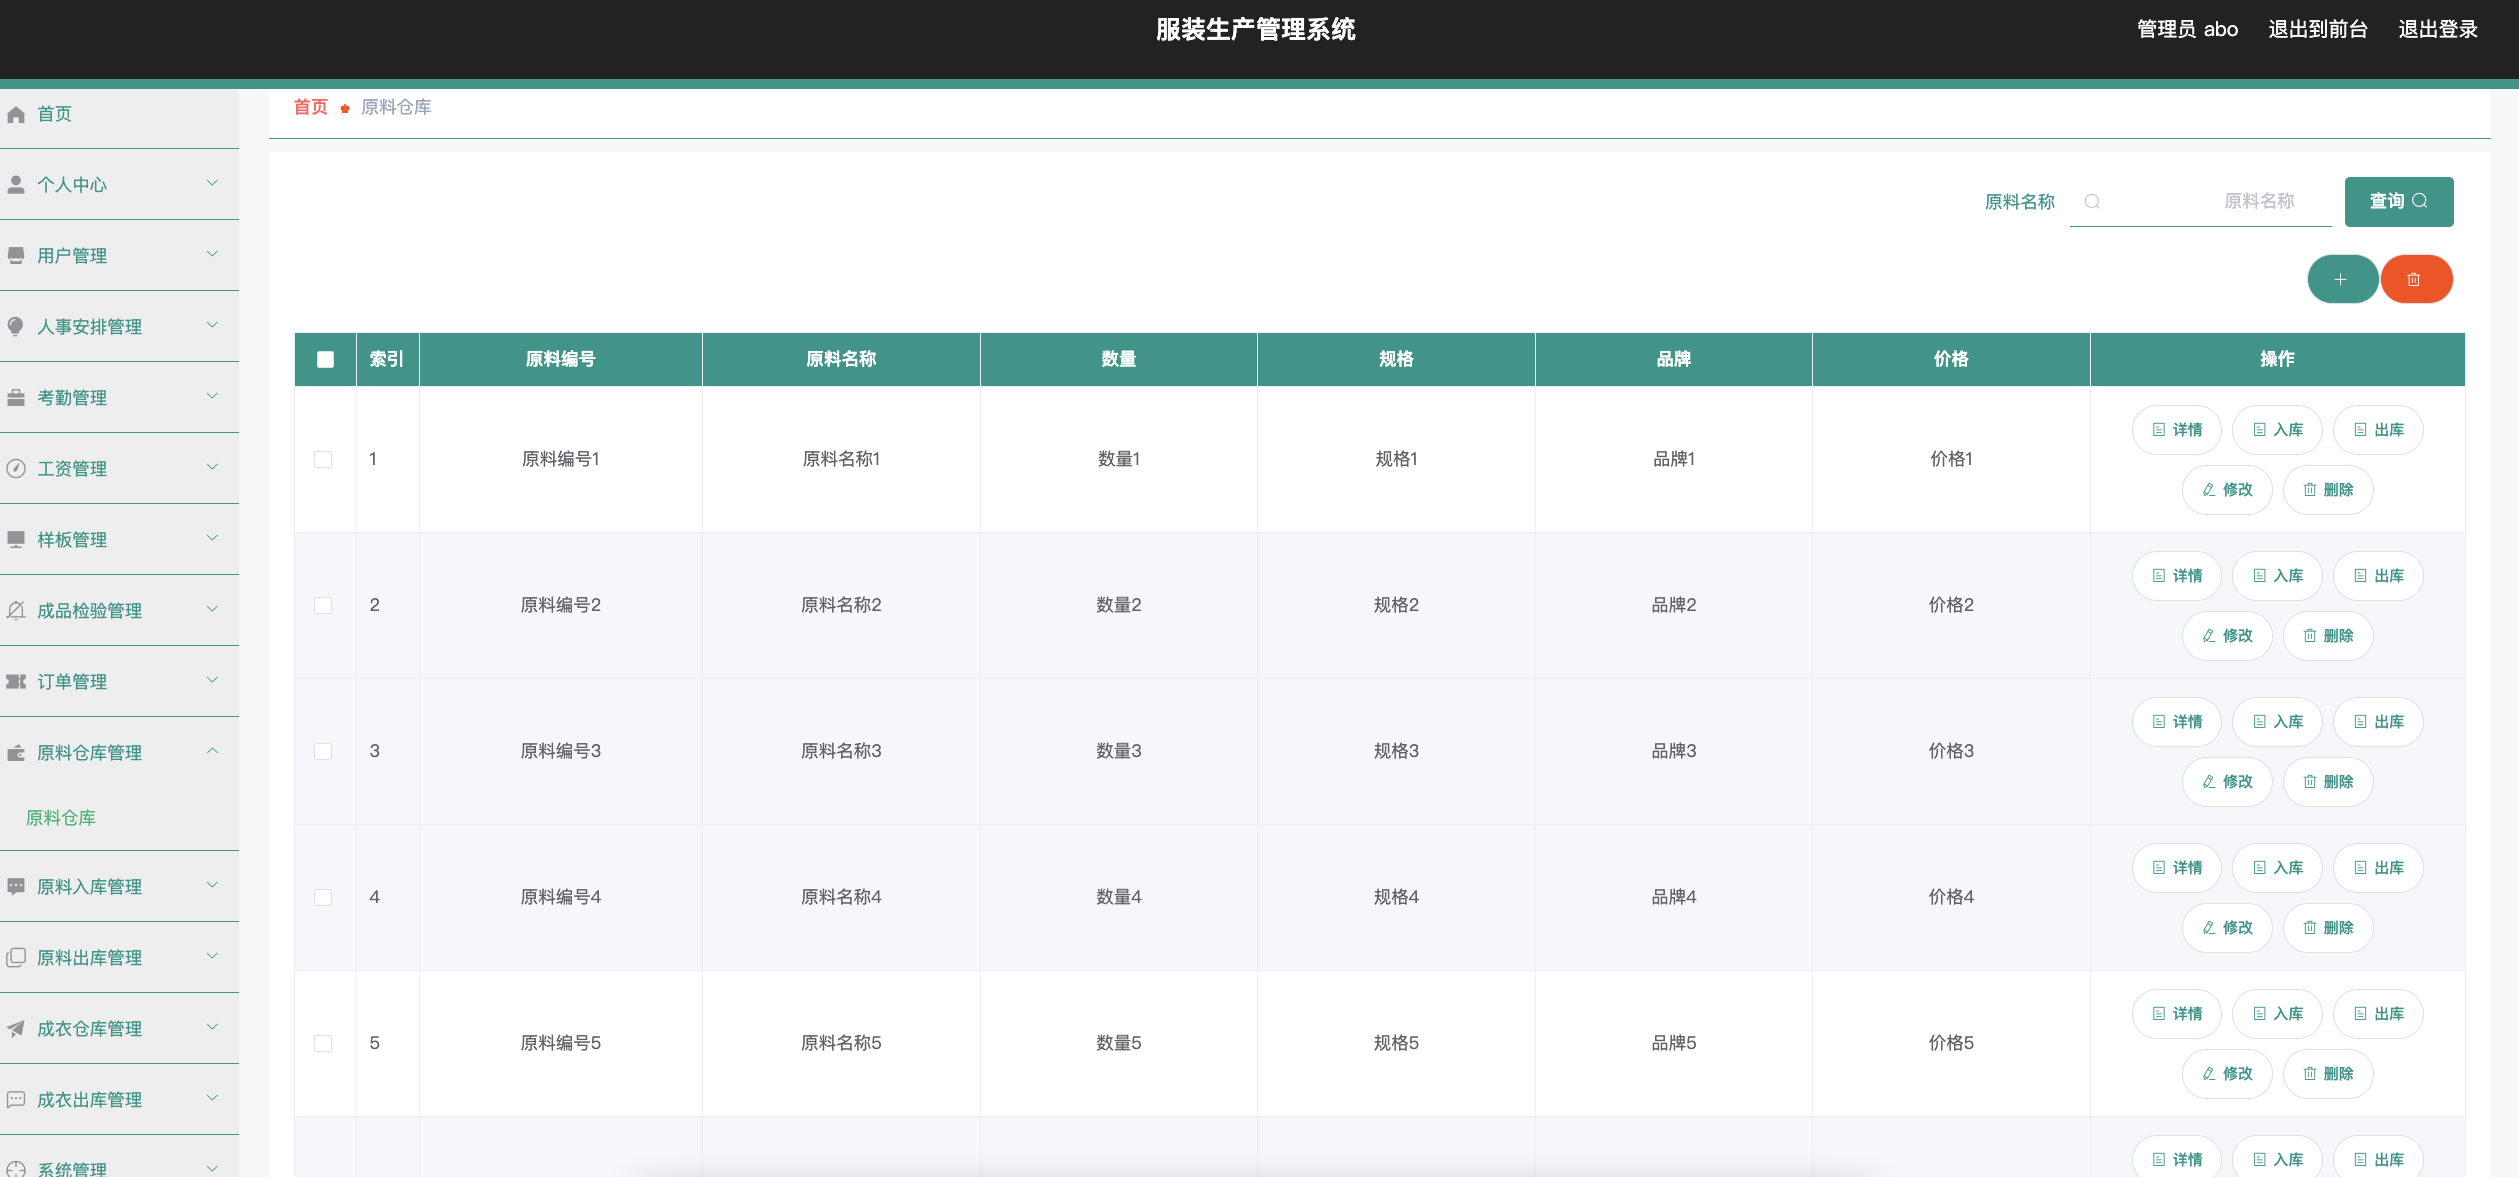 服装生产管理系统
管理员 abo 退出到前台 退出登录
首页 原料仓库
首页
个人中心
用户管理
人事安排管理
考勤管理
工资管理
样板管理
成品检验管理
订单管理
原料仓库管理
原料仓库
原料入库管理
原料出库管理
成衣仓库管理
成衣出库管理
系统管理
原料名称 原料名称 查询
索引 原料编号 原料名称 数量 规格 品牌 价格 操作
1 原料编号1 原料名称1 数量1 规格1 品牌1 价格1
详情 入库 出库
修改 删除
2 原料编号2 原料名称2 数量2 规格2 品牌2 价格2
详情 入库 出库
修改 删除
3 原料编号3 原料名称3 数量3 规格3 品牌3 价格3
详情 入库 出库
修改 删除
4 原料编号4 原料名称4 数量4 规格4 品牌4 价格4
详情 入库 出库
修改 删除
5 原料编号5 原料名称5 数量5 规格5 品牌5 价格5
详情 入库 出库
修改 删除
详情 入库 出库